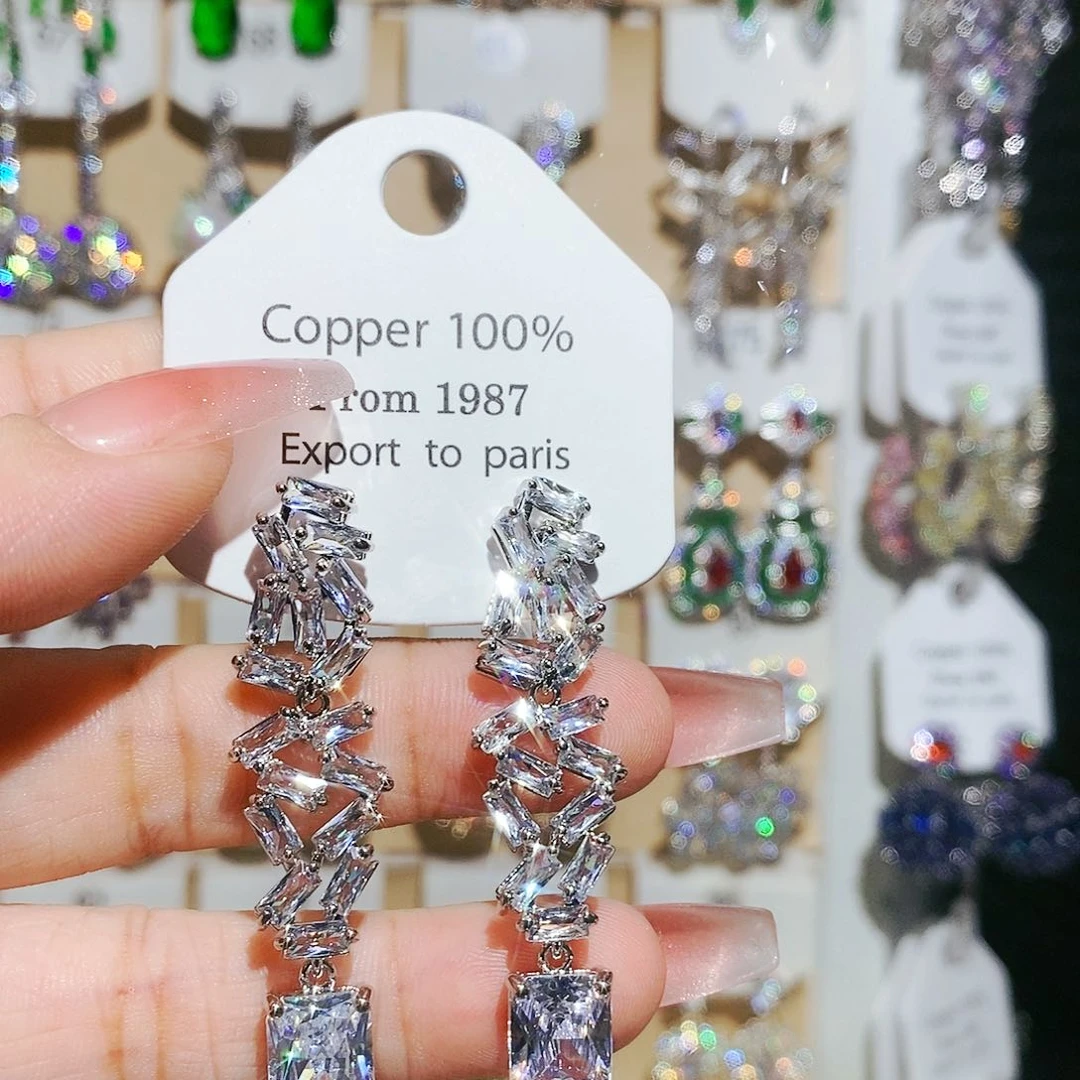 Copper 100%
From 1987
Export to paris